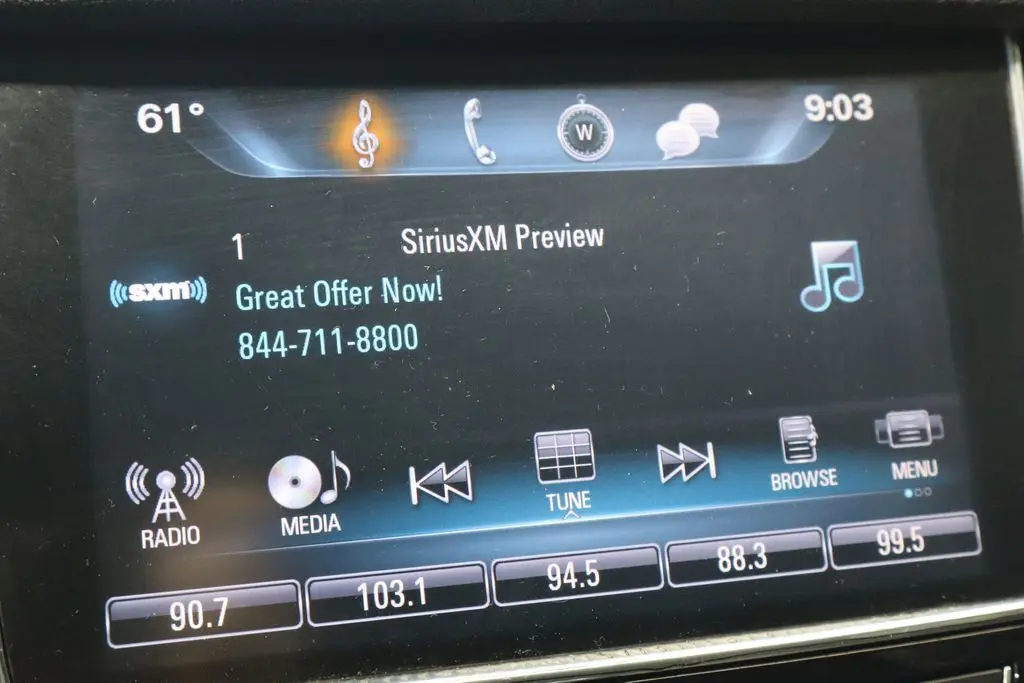 61°
W
9:03
1 SiriusXM Preview
sxm
Great Offer Now!
844-711-8800
RADIO
MEDIA
TUNE
BROWSE
MENU
90.7
103.1
94.5
88.3
99.5